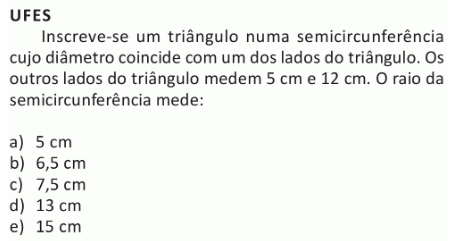 UFES
Inscreve-se um triângulo numa semicircunferência
cujo diâmetro coincide com um dos lados do triângulo. Os
outros lados do triângulo medem 5 cm e 12 cm. O raio da
semicircunferência mede:
a) 5 cm
b) 6,5 cm
c) 7,5 cm
d) 13 cm
e) 15 cm